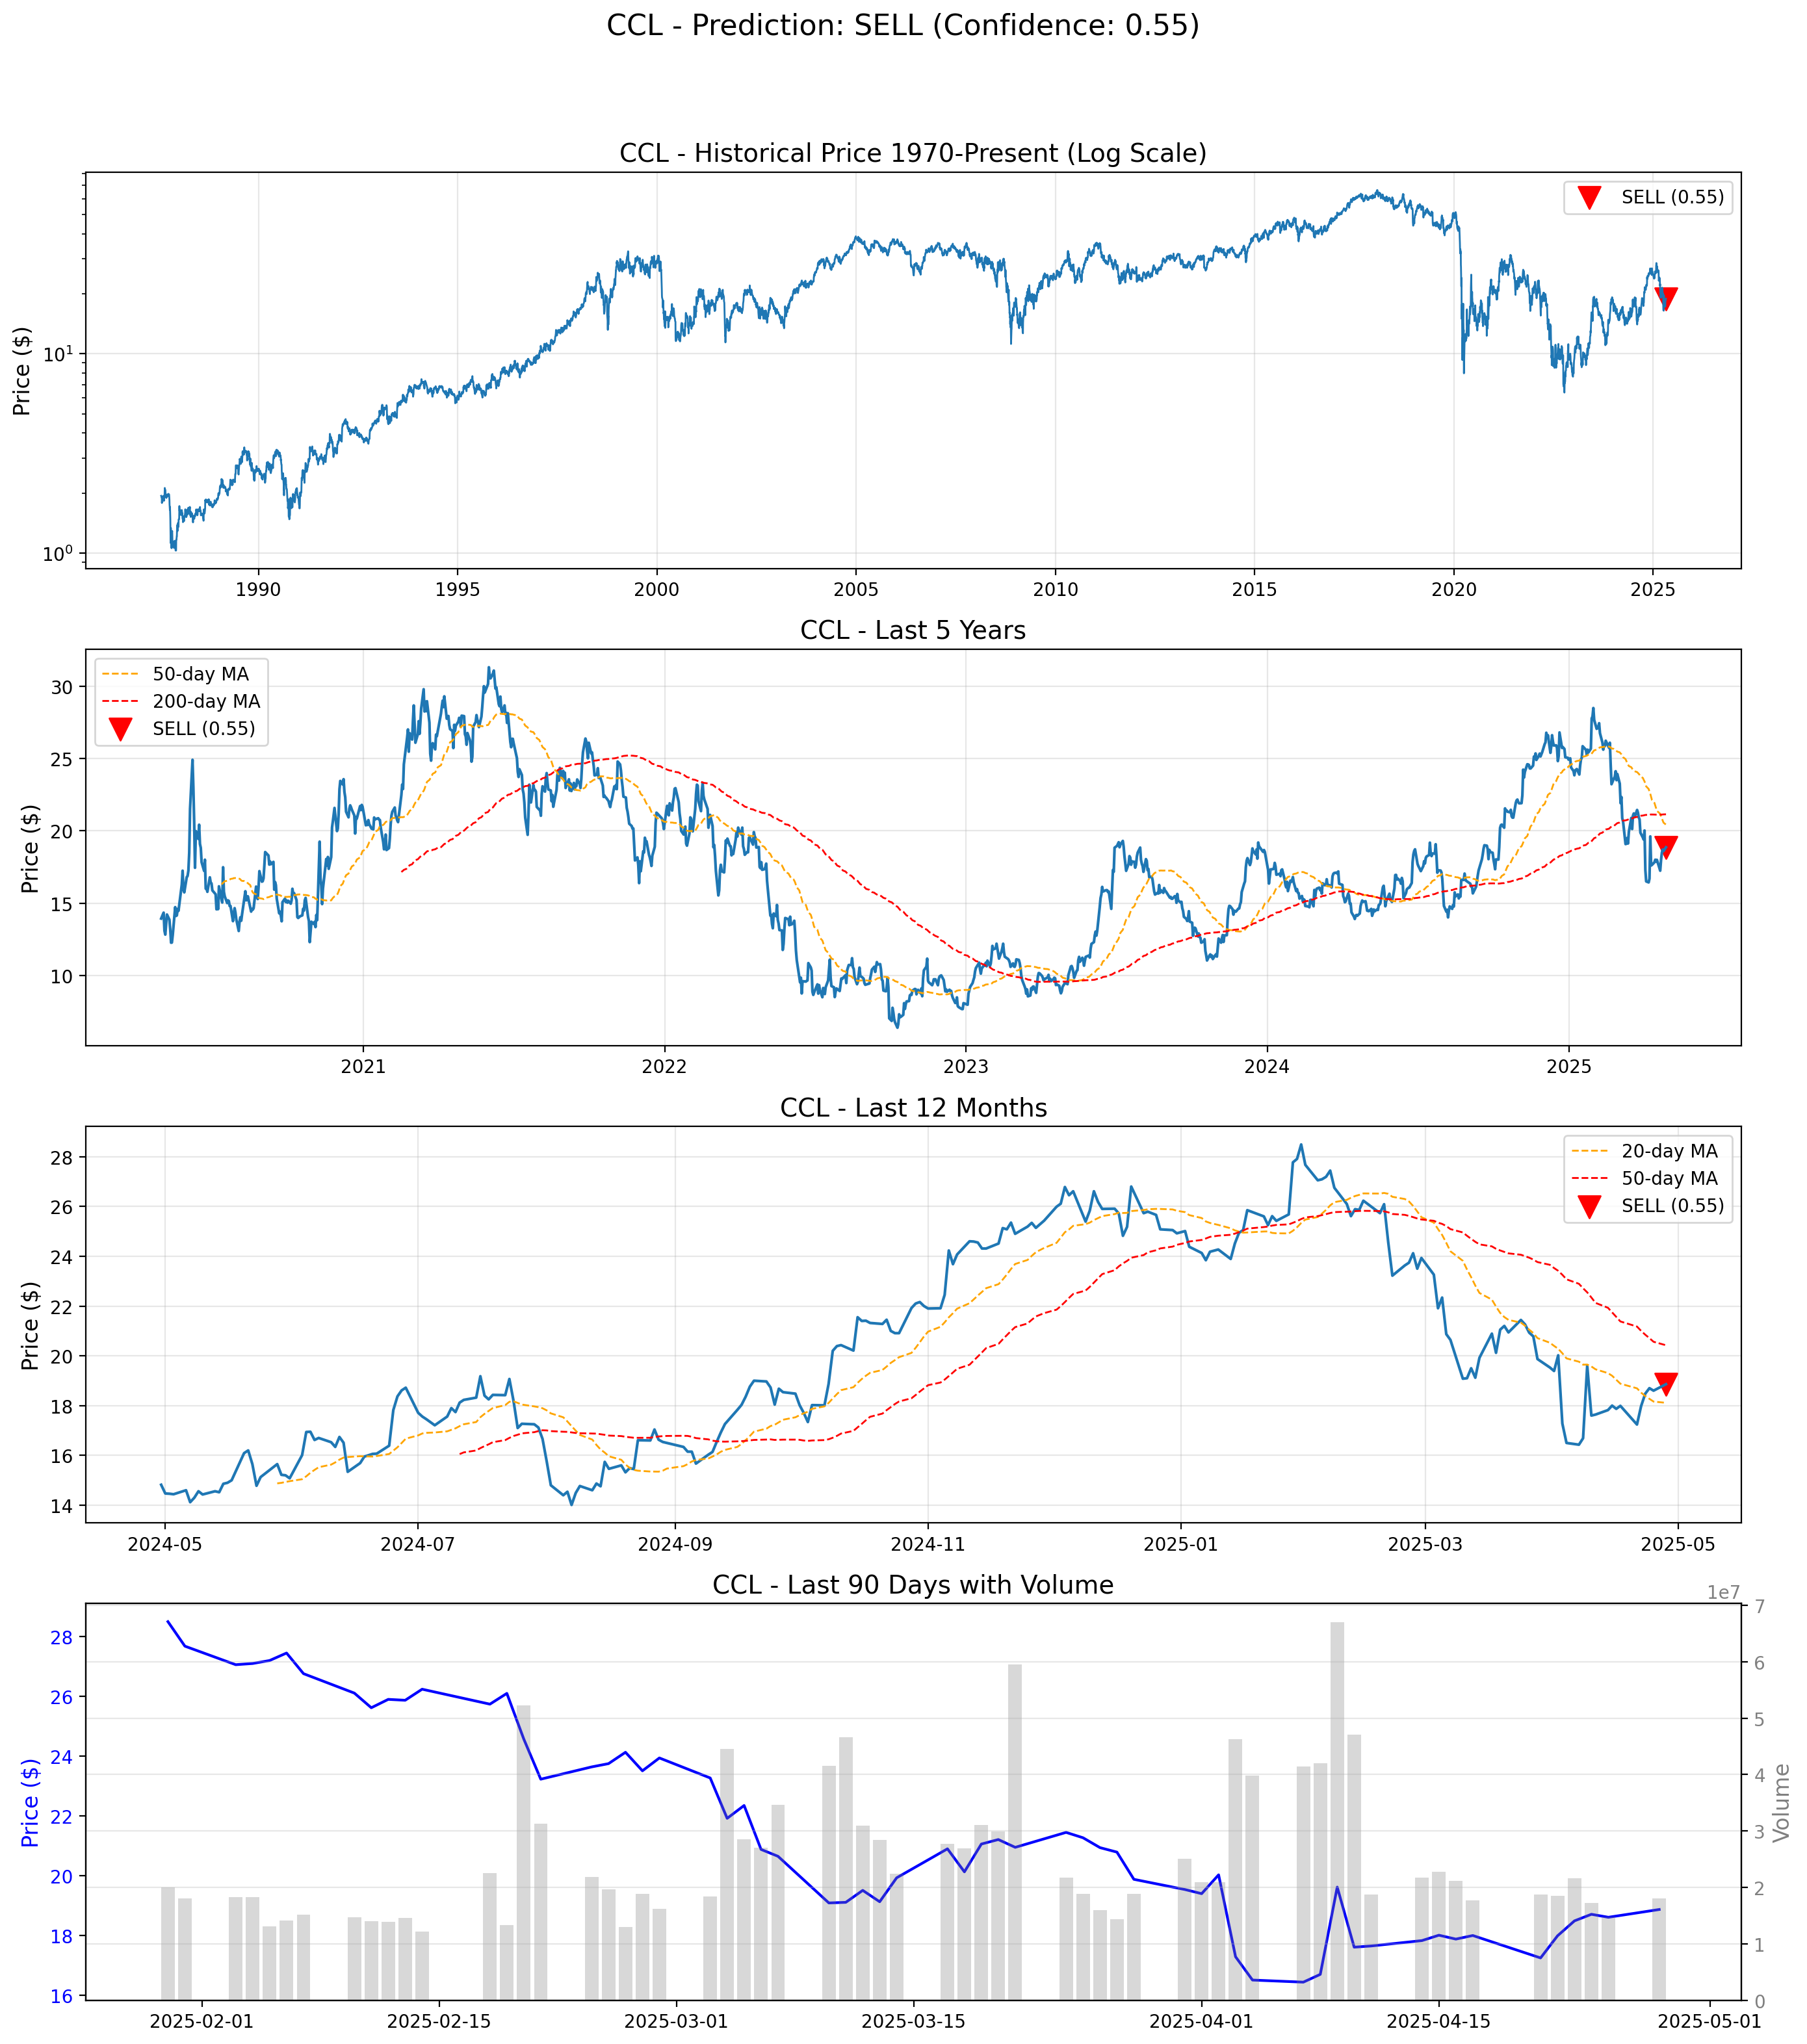 CCL - Prediction: SELL (Confidence: 0.55)
CCL - Historical Price 1970-Present (Log Scale)
SELL (0.55)
Price ($)
10¹
10⁰
1990 1995 2000 2005 2010 2015 2020 2025
CCL - Last 5 Years
50-day MA
200-day MA
SELL (0.55)
Price ($)
30
25
20
15
10
2021 2022 2023 2024 2025
CCL - Last 12 Months
20-day MA
50-day MA
SELL (0.55)
Price ($)
28
26
24
22
20
18
16
14
2024-05 2024-07 2024-09 2024-11 2025-01 2025-03 2025-05
CCL - Last 90 Days with Volume
1e7
Price ($)
28
26
24
22
20
18
16
7
6
5
4
3
2
1
0
Volume
2025-02-01 2025-02-15 2025-03-01 2025-03-15 2025-04-01 2025-04-15 2025-05-01